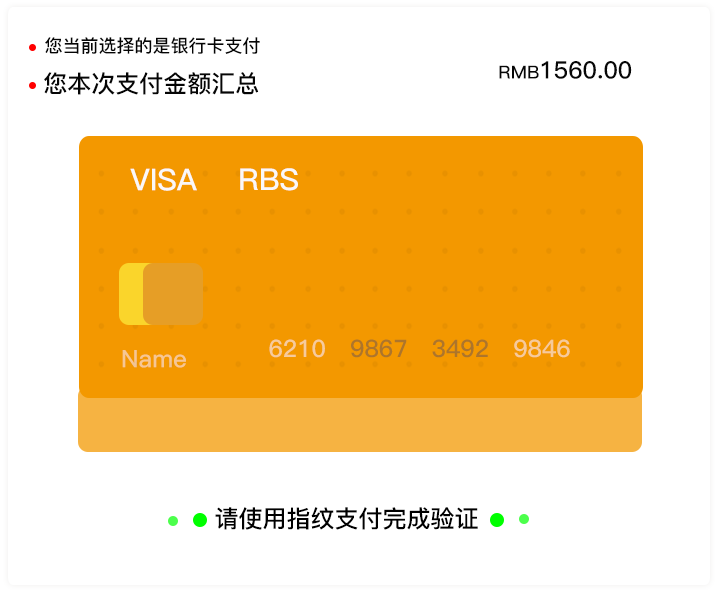 您当前选择的是银行卡支付
您本次支付金额汇总
RMB1560.00
VISA RBS
6210 9867 3492 9846
Name
请使用指纹支付完成验证